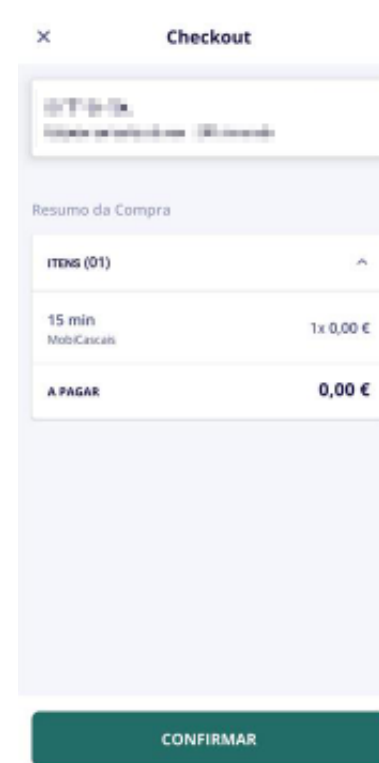 × Checkout
Resumo da Compra
ITENS (01)
15 min 1x 0,00 €
MobiCascais
A PAGAR 0,00 €
CONFIRMAR